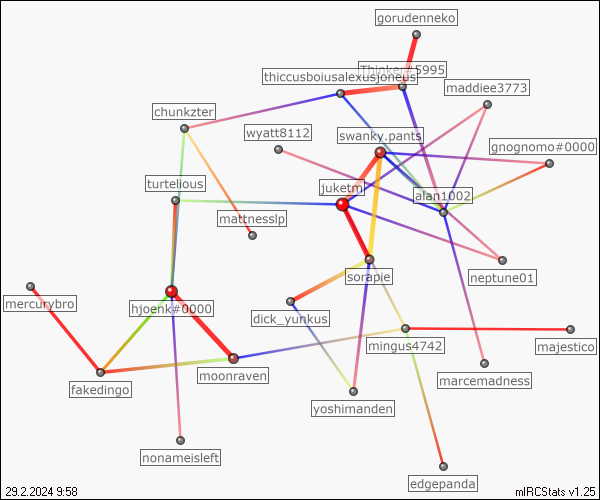 gorudenneko
Thinker#5995
thiccusboiusalexusjoneus
maddiee3773
chunkzter
wyatt8112
swanky.pants
gnognomo#0000
turtelious
juketm
alan1002
mattnesslp
sorapie
neptune01
mercurybro
hjoenk#0000
dick_yunkus
mingus4742
majestico
fakedingo
moonraven
marcemadness
yoshimanden
nonameisleft
edgepanda
29.2.2024 9:58
mIRCStats v1.25